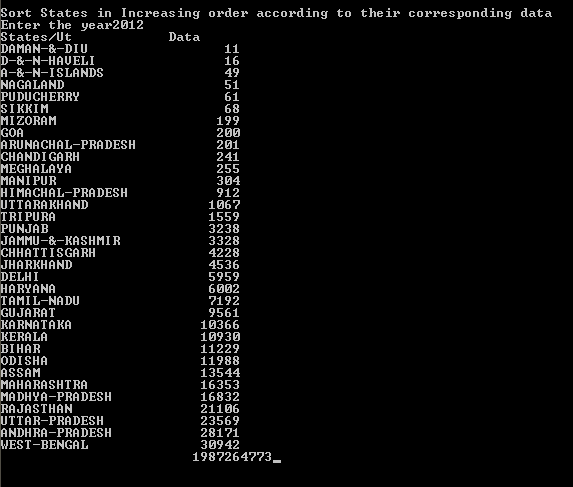 Sort States in Increasing order according to their corresponding data
Enter the year2012
States/Ut Data
DAMAN-&-DIU 11
D-&-N-HAVELI 16
A-&-N-ISLANDS 49
NAGALAND 51
PUDUCHERRY 61
SIKKIM 68
MIZORAM 199
GOA 200
ARUNACHAL-PRADESH 201
CHANDIGARH 241
MEGHALAYA 255
MANIPUR 304
HIMACHAL-PRADESH 912
UTTARAKHAND 1067
TRIPURA 1559
PUNJAB 3238
JAMMU-&-KASHMIR 3328
CHHATTISGARH 4228
JHARKHAND 4536
DELHI 5959
HARYANA 6002
TAMIL-NADU 7192
GUJARAT 9561
KARNATAKA 10366
KERALA 10930
BIHAR 11229
ODISHA 11988
ASSAM 13544
MAHARASHTRA 16353
MADHYA-PRADESH 16832
RAJASTHAN 21106
UTTAR-PRADESH 23569
ANDHRA-PRADESH 28171
WEST-BENGAL 30942
1987264773_